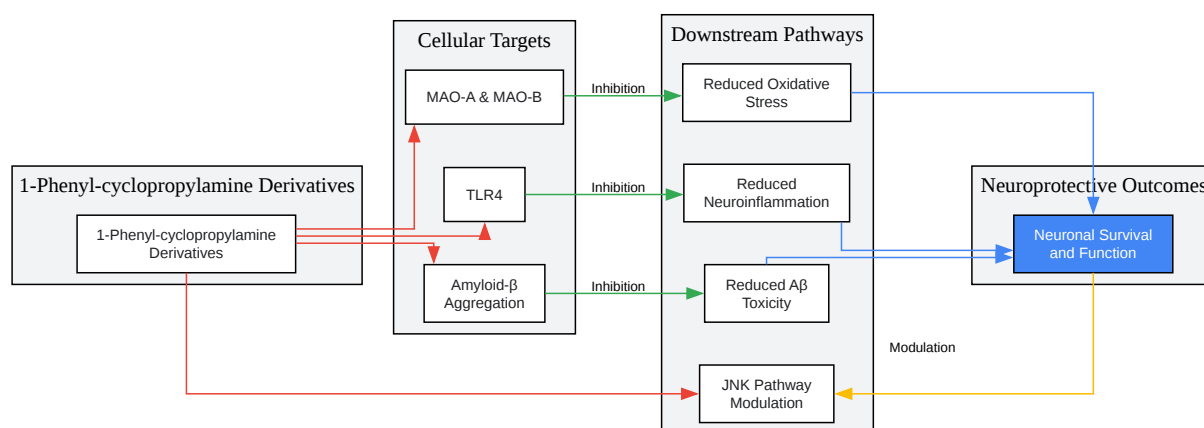 1-Phenyl-cyclopropylamine Derivatives
1-Phenyl-cyclopropylamine
Derivatives
Cellular Targets
MAO-A & MAO-B
TLR4
Amyloid-β
Aggregation
Inhibition
Inhibition
Inhibition
Downstream Pathways
Reduced Oxidative
Stress
Reduced
Neuroinflammation
Reduced Aβ
Toxicity
JNK Pathway
Modulation
Modulation
Neuroprotective Outcomes
Neuronal Survival
and Function